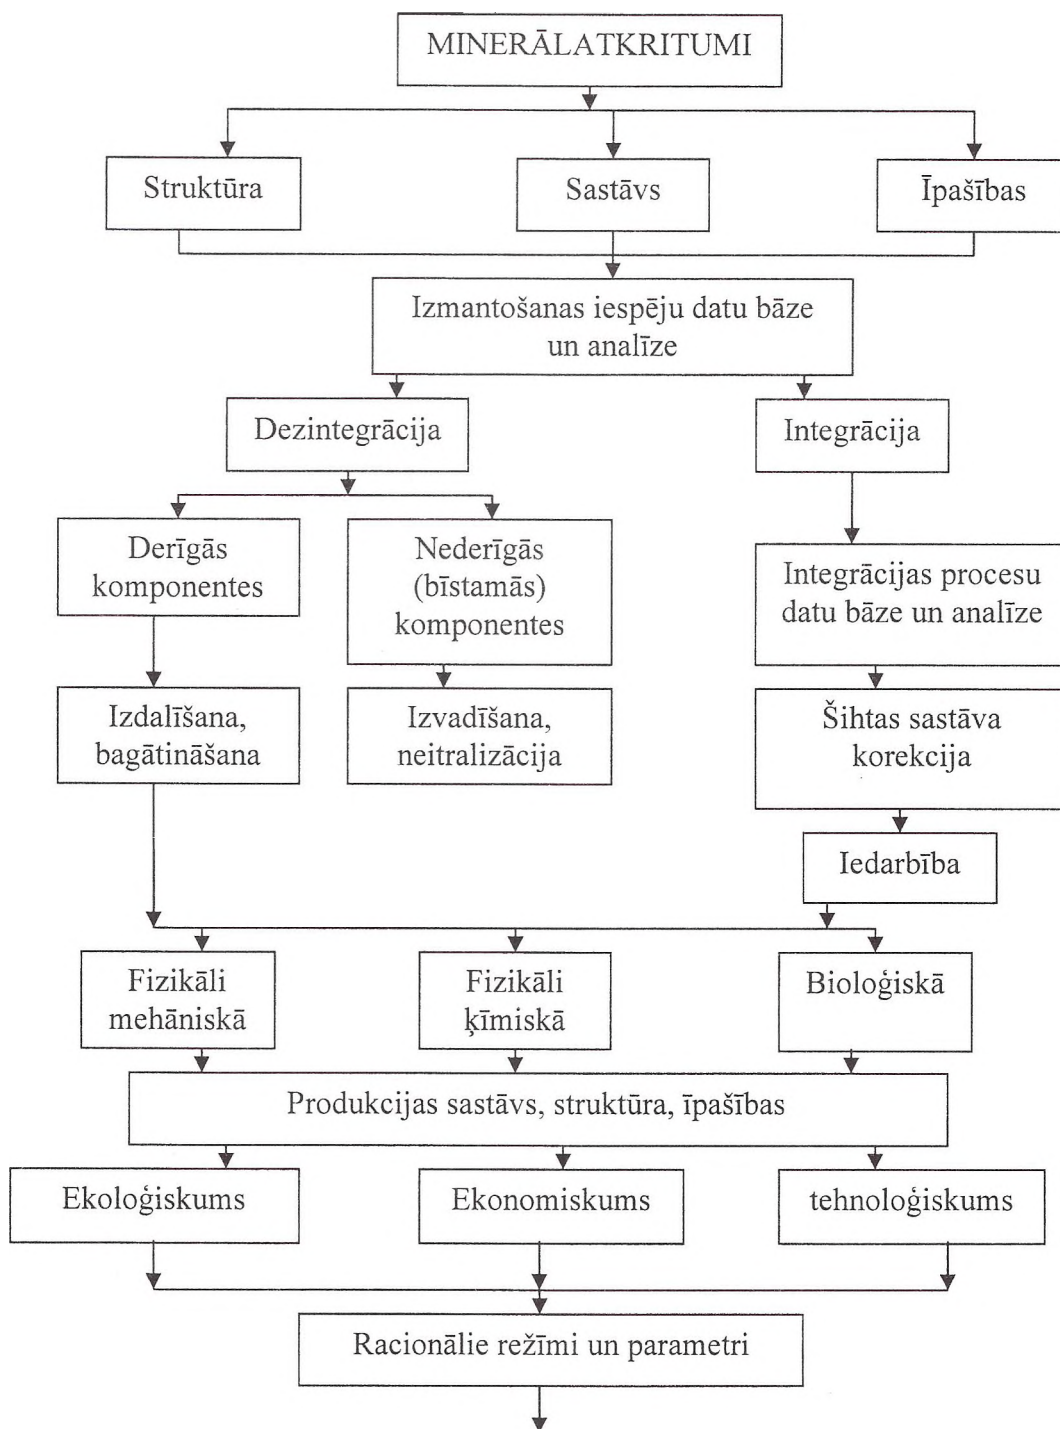 MINERĀLATKRITUMI
Struktūra
Sastāvs
Īpašības
Izmantošanas iespēju datu bāze
un analīze
Dezintegrācija
Integrācija
Derīgās
komponentes
Nederīgās
(bīstamās)
komponentes
Integrācijas procesu
datu bāze un analīze
Izdalīšana,
bagātināšana
Izvadīšana,
neitralizācija
Šihtas sastāva
korekcija
Iedarbība
Fizikāli
mehāniskā
Fizikāli
ķīmiskā
Bioloģiskā
Produkcijas sastāvs, struktūra, īpašības
Ekoloģiskums
Ekonomiskums
tehnoloģiskums
Racionālie režīmi un parametri